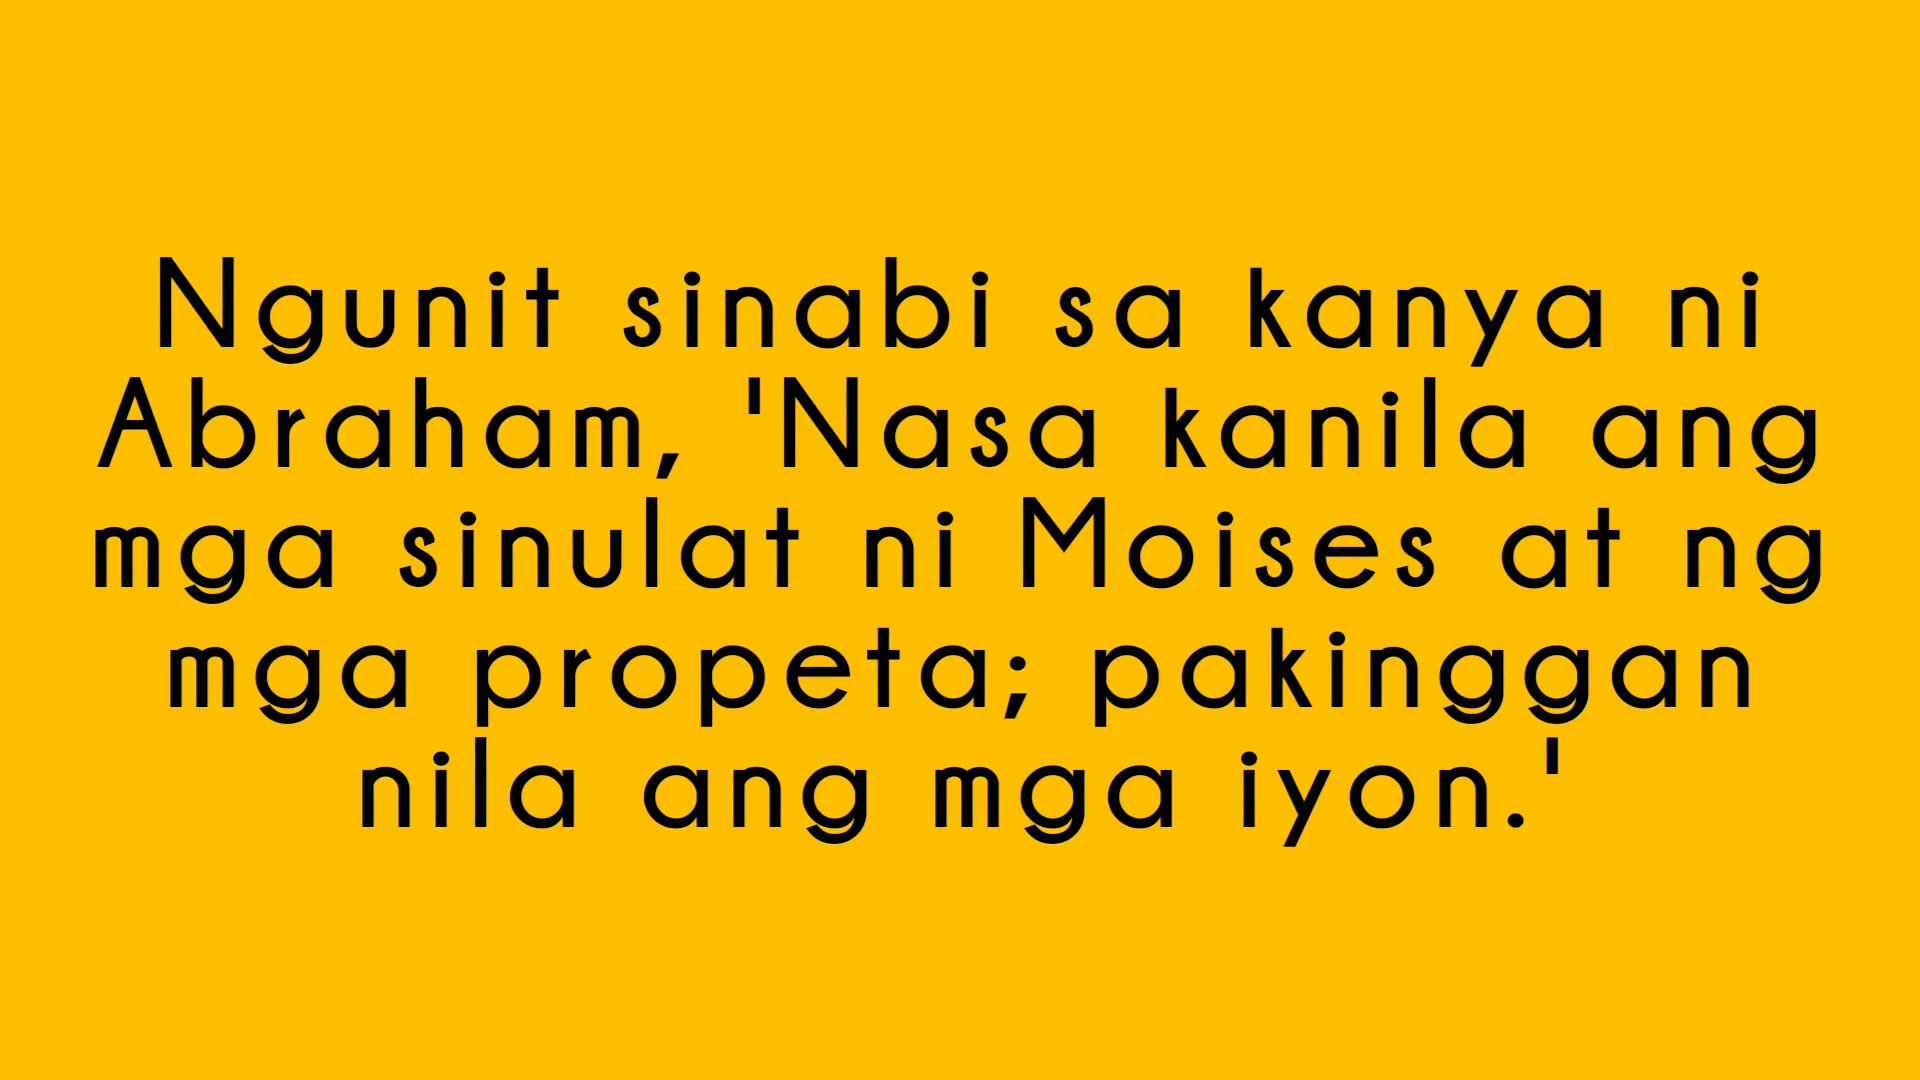 Ngunit sinabi sa kanya ni
Abraham, 'Nasa kanila ang
mga sinulat ni Moises at ng
mga propeta; pakinggan
nila ang mga iyon.'